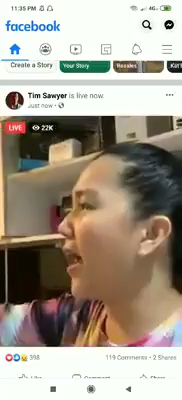 11:35 PM
4G+
facebook
Create a Story
Your Story
Tim Sawyer is live now.
Just now ·
LIVE
22K
398
119 Comments • 2 Shares